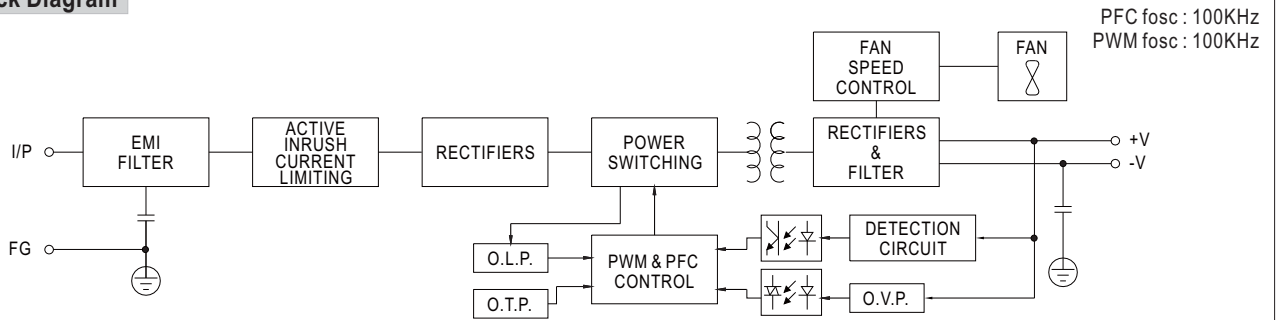 ck Diagram
PFC fosc : 100KHz
PWM fosc : 100KHz
FAN
SPEED
CONTROL
FAN
I/P
EMI
FILTER
ACTIVE
INRUSH
CURRENT
LIMITING
RECTIFIERS
POWER
SWITCHING
RECTIFIERS
&
FILTER
+V
-V
FG
O.L.P.
O.T.P.
PWM & PFC
CONTROL
DETECTION
CIRCUIT
O.V.P.